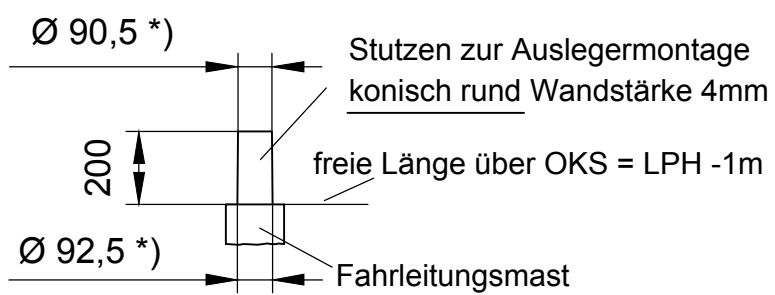 Ø 90,5 *)
Stutzen zur Auslegermontage
konisch rund Wandstärke 4mm
200
freie Länge über OKS = LPH -1m
Ø 92,5 *)
Fahrleitungsmast